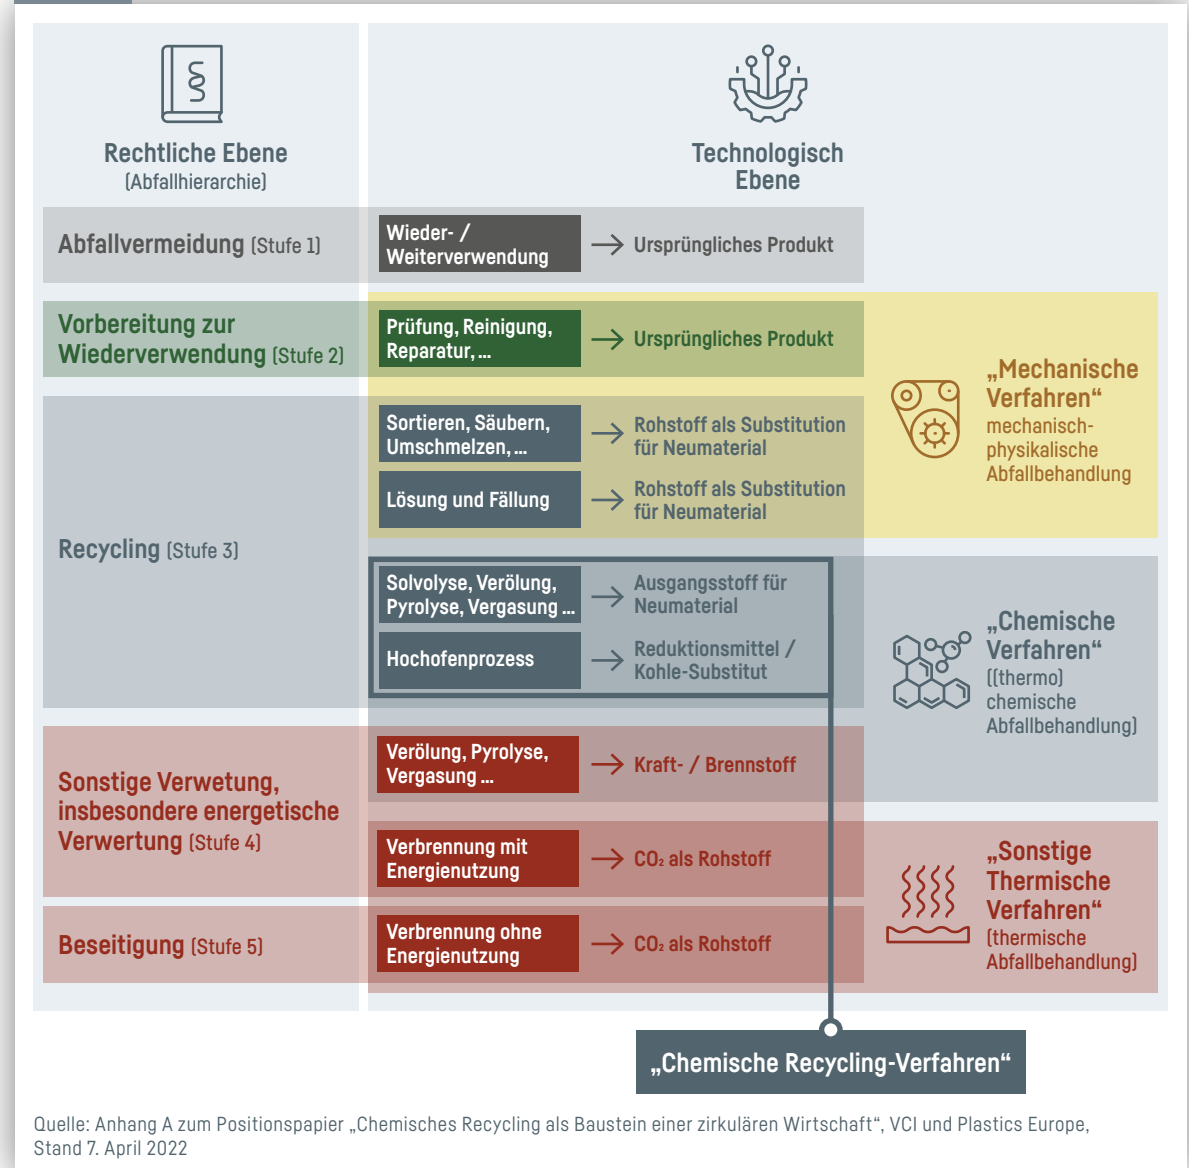 Rechtliche Ebene
(Abfallhierarchie)
Technologisch
Ebene
Abfallvermeidung (Stufe 1)
Wieder- /
Weiterverwendung
Ursprüngliches Produkt
Vorbereitung zur
Wiederverwendung (Stufe 2)
Prüfung, Reinigung,
Reparatur, ...
Ursprüngliches Produkt
„Mechanische
Verfahren“
mechanisch-
physikalische
Abfallbehandlung
Recycling (Stufe 3)
Sortieren, Säubern,
Umschmelzen, ...
Rohstoff als Substitution
für Neumaterial
Lösung und Fällung
Rohstoff als Substitution
für Neumaterial
Solvolyse, Verölung,
Pyrolyse, Vergasung ...
Ausgangsstoff für
Neumaterial
Hochofenprozess
Reduktionsmittel /
Kohle-Substitut
„Chemische
Verfahren“
((thermo)
chemische
Abfallbehandlung)
Sonstige Verwetung,
insbesondere energetische
Verwertung (Stufe 4)
Verölung, Pyrolyse,
Vergasung ...
Kraft- / Brennstoff
Verbrennung mit
Energienutzung
CO₂ als Rohstoff
„Sonstige
Thermische
Verfahren“
(thermische
Abfallbehandlung)
Beseitigung (Stufe 5)
Verbrennung ohne
Energienutzung
CO₂ als Rohstoff
„Chemische Recycling-Verfahren“
Quelle: Anhang A zum Positionspapier „Chemisches Recycling als Baustein einer zirkulären Wirtschaft“, VCI und Plastics Europe,
Stand 7. April 2022